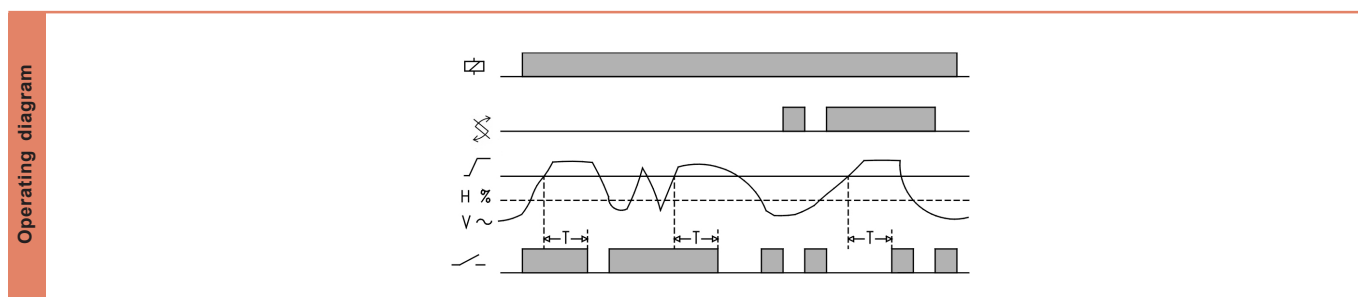 Operating diagram
H %
V ~
T
T
T